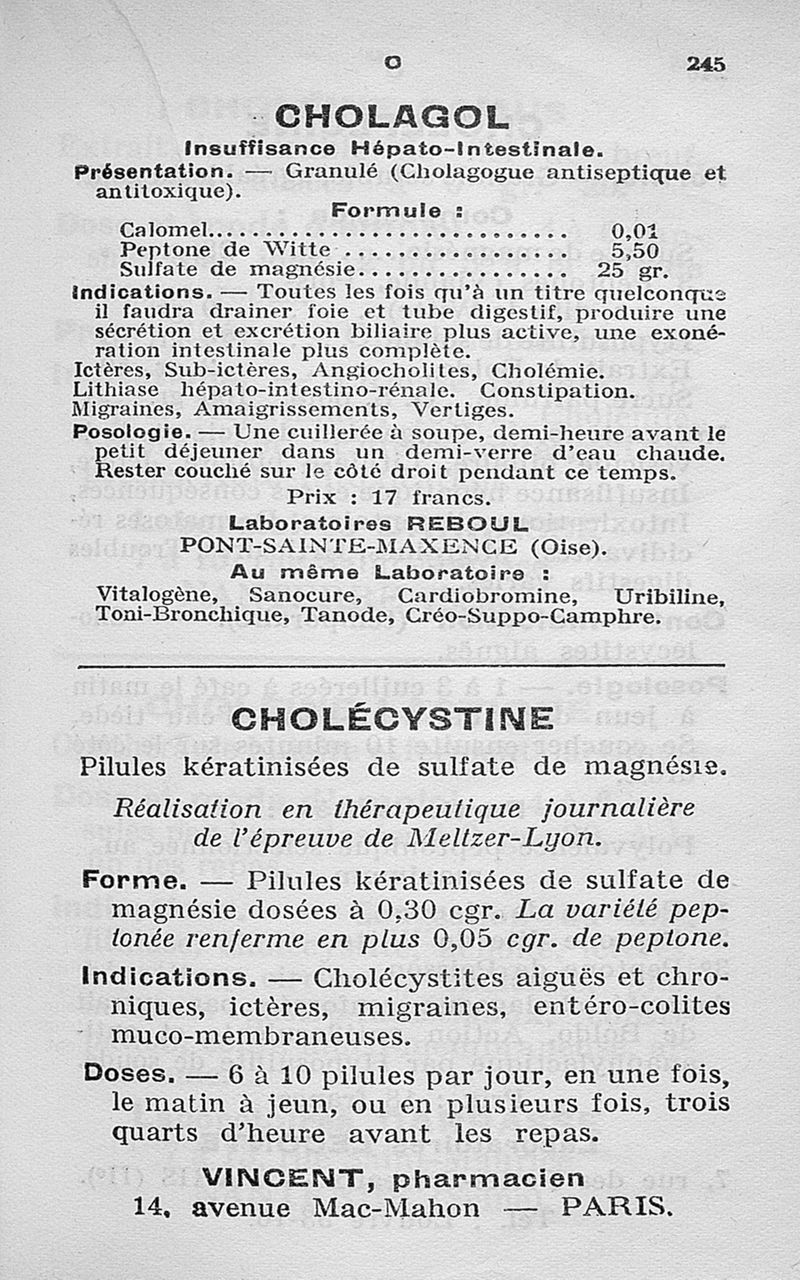 C
245
CHOLAGOL
Insuffisance Hépato-Intestinale.
Présentation. — Granulé (Cholagogue antiseptique et
antitoxique).
Formule :
Calomel.............................. 0,01
Peptone de Witte .................. 5,50
Sulfate de magnésie................. 25 gr.
Indications. — Toutes les fois qu'à un titre quelconque
il faudra drainer foie et tube digestif, produire une
sécrétion et excrétion biliaire plus active, une exoné-
ration intestinale plus complète.
Ictères, Sub-ictères, Angiocholites, Cholémie.
Lithiase hépato-intestino-rénale. Constipation.
Migraines, Amaigrissements, Vertiges.
Posologie. — Une cuillerée à soupe, demi-heure avant le
petit déjeuner dans un demi-verre d'eau chaude.
Rester couché sur le côté droit pendant ce temps.
Prix : 17 francs.
Laboratoires REBOUL
PONT-SAINTE-MAXENCE (Oise).
Au même Laboratoire :
Vitalogène, Sanocure, Cardiobromine, Uribiline,
Toni-Bronchique, Tanode, Créo-Suppo-Camphre.
CHOLÉCYSTINE
Pilules kératinisées de sulfate de magnésie.
Réalisation en thérapeutique journalière
de l'épreuve de Meltzer-Lyon.
Forme. — Pilules kératinisées de sulfate de
magnésie dosées à 0,30 cgr. La variété pep-
tonée renferme en plus 0,05 cgr. de peptone.
Indications. — Cholécystites aiguës et chro-
niques, ictères, migraines, entéro-colites
muco-membraneuses.
Doses. — 6 à 10 pilules par jour, en une fois,
le matin à jeun, ou en plusieurs fois, trois
quarts d'heure avant les repas.
VINCENT, pharmacien
14, avenue Mac-Mahon — PARIS.